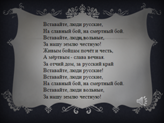 Вставайте, люди русские,
На славный бой, на смертный бой
Вставайте, люди вольные,
За нашу землю честную!
Живым бойцам почёт и честь,
А мёртвым - слава вечная
За отчий дом, за русский край
Вставайте, люди русские!
Вставайте, люди русские,
На славный бой, на смертный бой
Вставайте, люди вольные,
За нашу землю честную!